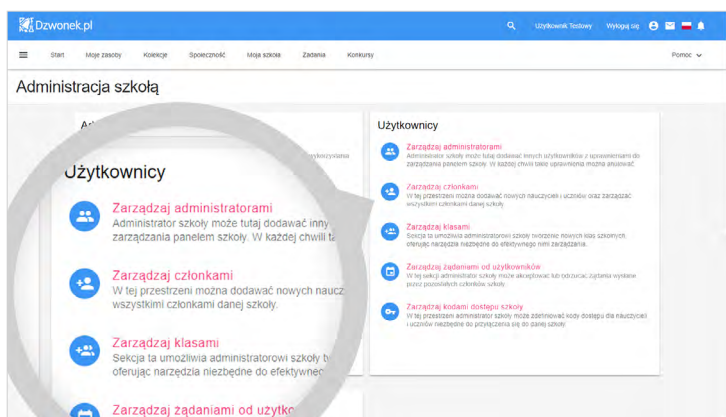 Dzwonek.pl
Użytkownik Testowy Wyloguj się
Start Moje zasoby Kolekcje Społeczność Moja szkoła Zadania Konkursy Pomoc
Administracja szkołą
Użytkownicy
Zarządzaj administratorami
Administrator szkoły może tutaj dodawać inny
zarządzania panelem szkoły. W każdej chwili ta
Zarządzaj członkami
W tej przestrzeni można dodawać nowych naucz
wszystkimi członkami danej szkoły.
Zarządzaj klasami
Sekcja ta umożliwia administratorowi szkoły
oferując narzędzia niezbędne do efektywneg
Zarządzaj żądaniami od użytko
Użytkownicy
Zarządzaj administratorami
Administrator szkoły może tutaj dodawać innych użytkowników z uprawnieniami do
zarządzania panelem szkoły. W każdej chwili takie uprawnienia można anulować.
Zarządzaj członkami
W tej przestrzeni można dodawać nowych nauczycieli i uczniów oraz zarządzać
wszystkimi członkami danej szkoły.
Zarządzaj klasami
Sekcja ta umożliwia administratorowi szkoły tworzenie nowych klas szkolnych,
oferując narzędzia niezbędne do efektywnego nimi zarządzania.
Zarządzaj żądaniami od użytkowników
W tej sekcji administrator szkoły może akceptować lub odrzucać żądania wysłane
przez pozostałych członków szkoły.
Zarządzaj kodami dostępu szkoły
W tej przestrzeni administrator szkoły może zdefiniować kody dostępu dla nauczycieli
i uczniów niezbędne do przyłączenia się do danej szkoły.